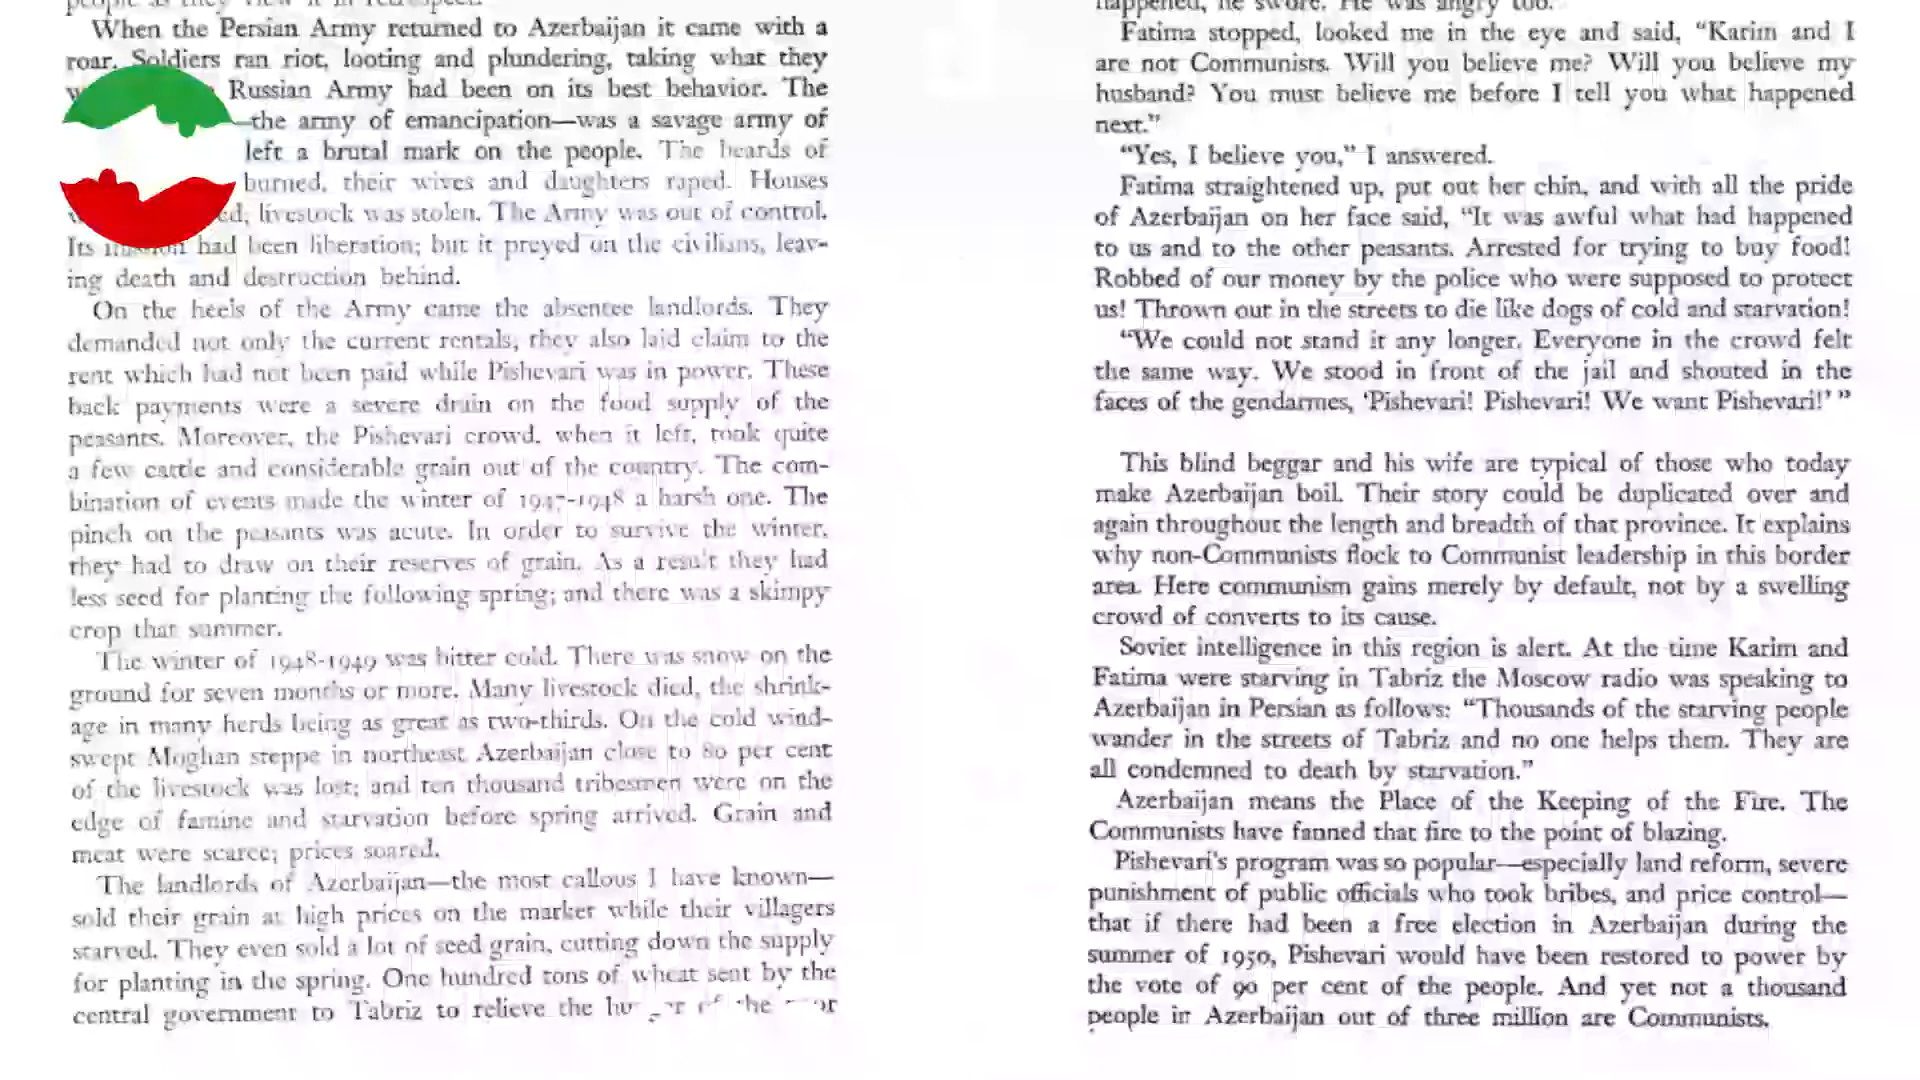 When the Persian Army returned to Azerbaijan it came with a
roar. Soldiers ran riot, looting and plundering, taking what they
Russian Army had been on its best behavior. The
—the army of emancipation—was a savage army of
left a brutal mark on the people. The beards of
burned, their wives and daughters raped. Houses
ed, livestock was stolen. The Army was out of control.
Its mission had been liberation; but it preyed on the civilians, leav-
ing death and destruction behind.
On the heels of the Army came the absentee landlords. They
demanded not only the current rentals, they also laid claim to the
rent which had not been paid while Pishevari was in power. These
back payments were a severe drain on the food supply of the
peasants. Moreover, the Pishevari crowd, when it left, took quite
a few cattle and considerable grain out of the country. The com-
bination of events made the winter of 1947-1948 a harsh one. The
pinch on the peasants was acute. In order to survive the winter,
they had to draw on their reserves of grain. As a result they had
less seed for planting the following spring; and there was a skimpy
crop that summer.
The winter of 1948-1949 was bitter cold. There was snow on the
ground for seven months or more. Many livestock died, the shrink-
age in many herds being as great as two-thirds. On the cold wind-
swept Moghan steppe in northeast Azerbaijan close to 80 per cent
of the livestock was lost; and ten thousand tribesmen were on the
edge of famine and starvation before spring arrived. Grain and
meat were scarce; prices soared.
The landlords of Azerbaijan—the most callous I have known—
sold their grain at high prices on the market while their villagers
starved. They even sold a lot of seed grain, cutting down the supply
for planting in the spring. One hundred tons of wheat sent by the
central government to Tabriz to relieve the
happened, he swore. He was angry too.
Fatima stopped, looked me in the eye and said, "Karim and I
are not Communists. Will you believe me? Will you believe my
husband? You must believe me before I tell you what happened
next."
"Yes, I believe you," I answered.
Fatima straightened up, put out her chin, and with all the pride
of Azerbaijan on her face said, "It was awful what had happened
to us and to the other peasants. Arrested for trying to buy food!
Robbed of our money by the police who were supposed to protect
us! Thrown out in the streets to die like dogs of cold and starvation!
"We could not stand it any longer. Everyone in the crowd felt
the same way. We stood in front of the jail and shouted in the
faces of the gendarmes, 'Pishevari! Pishevari! We want Pishevari!' "
This blind beggar and his wife are typical of those who today
make Azerbaijan boil. Their story could be duplicated over and
again throughout the length and breadth of that province. It explains
why non-Communists flock to Communist leadership in this border
area. Here communism gains merely by default, not by a swelling
crowd of converts to its cause.
Soviet intelligence in this region is alert. At the time Karim and
Fatima were starving in Tabriz the Moscow radio was speaking to
Azerbaijan in Persian as follows: "Thousands of the starving people
wander in the streets of Tabriz and no one helps them. They are
all condemned to death by starvation."
Azerbaijan means the Place of the Keeping of the Fire. The
Communists have fanned that fire to the point of blazing.
Pishevari's program was so popular—especially land reform, severe
punishment of public officials who took bribes, and price control—
that if there had been a free election in Azerbaijan during the
summer of 1950, Pishevari would have been restored to power by
the vote of 90 per cent of the people. And yet not a thousand
people in Azerbaijan out of three million are Communists.